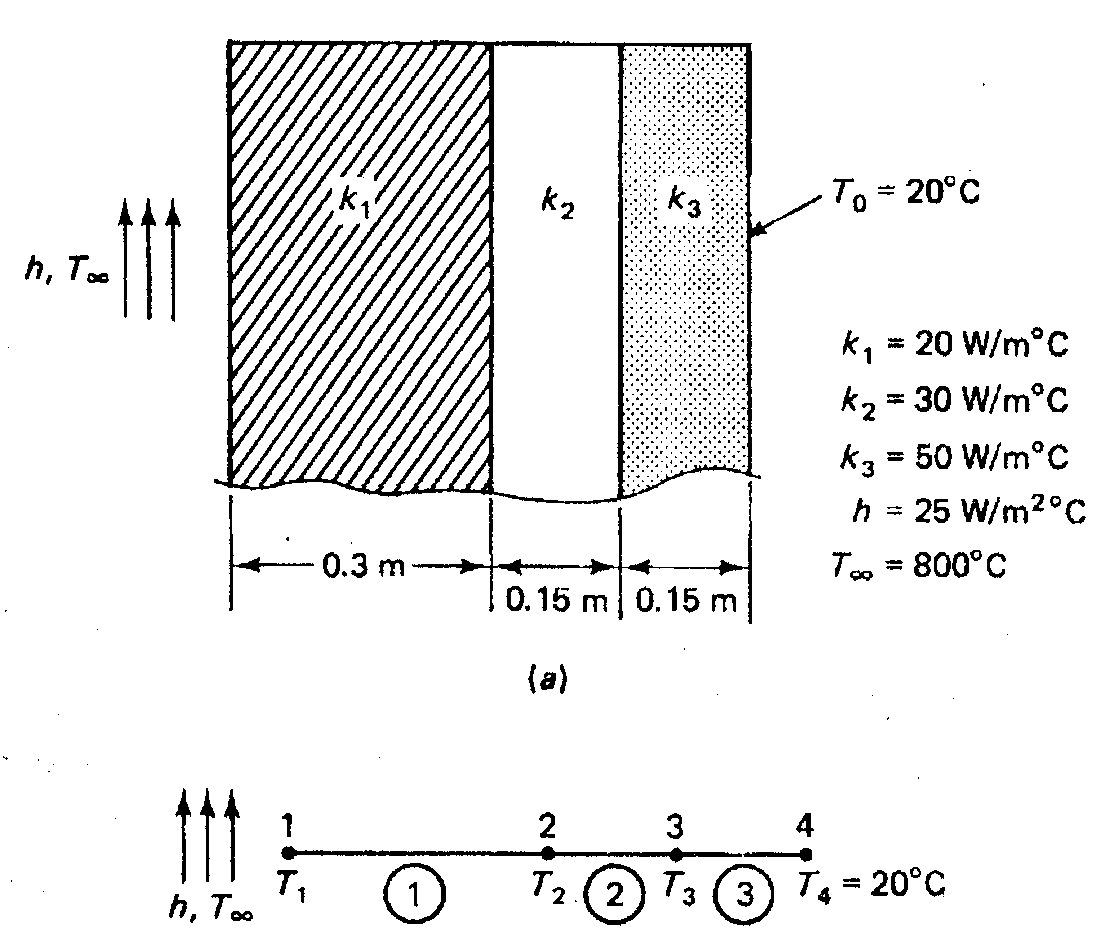 k₁
k₂
k₃
T₀ = 20°C
h, T∞
k₁ = 20 W/m°C
k₂ = 30 W/m°C
k₃ = 50 W/m°C
h = 25 W/m²°C
T∞ = 800°C
0.3 m
0.15 m
0.15 m
(a)
1
2
3
4
T₁
1
T₂
2
T₃
3
T₄ = 20°C
h, T∞